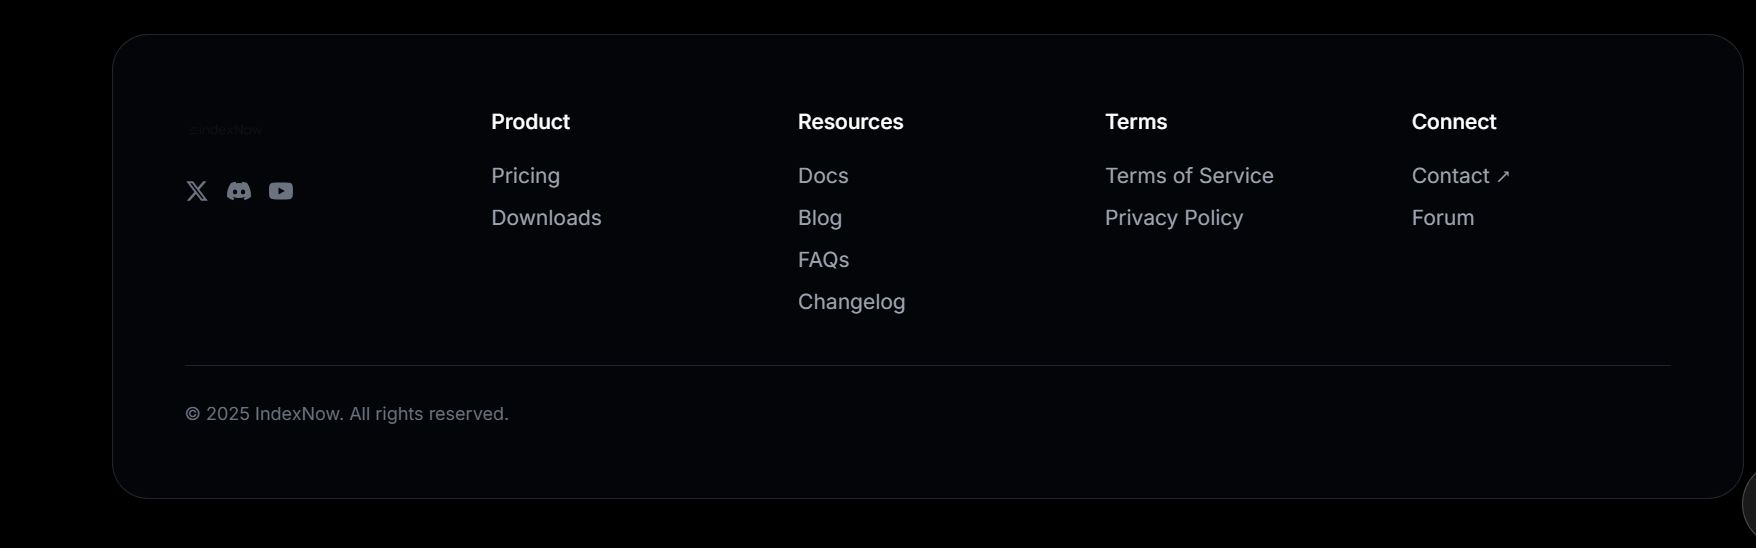 IndexNow
Product
Pricing
Downloads
Resources
Docs
Blog
FAQs
Changelog
Terms
Terms of Service
Privacy Policy
Connect
Contact ↗
Forum
© 2025 IndexNow. All rights reserved.